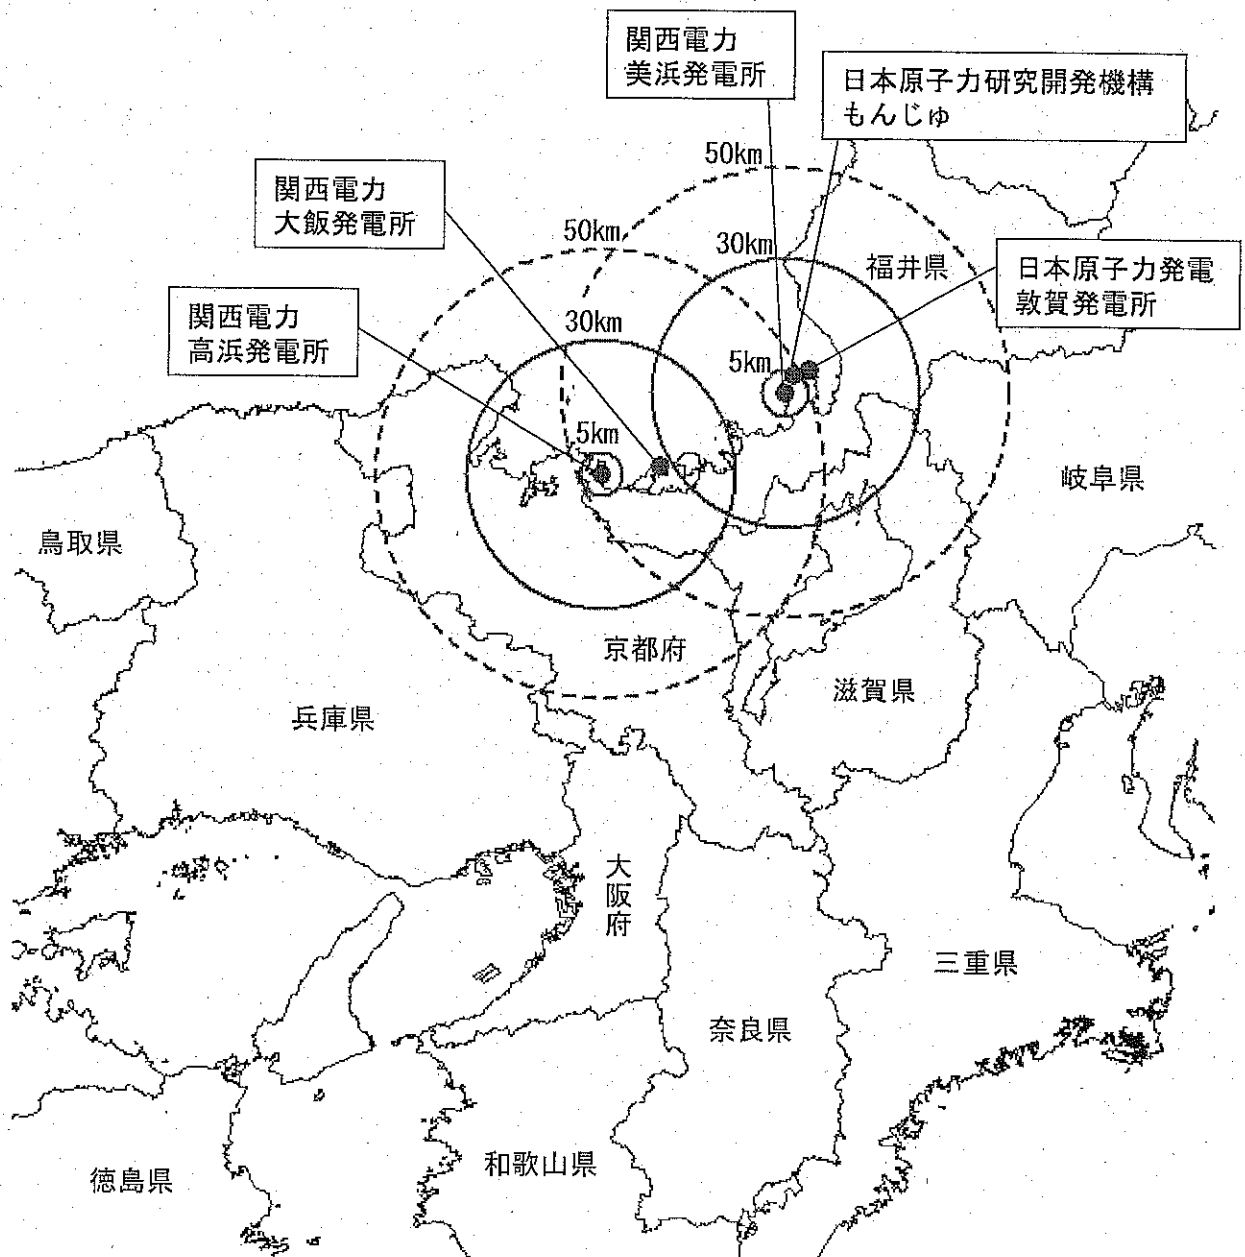 関西電力
美浜発電所
日本原子力研究開発機構
もんじゅ
50km
関西電力
大飯発電所
50km
30km
福井県
日本原子力発電
敦賀発電所
関西電力
高浜発電所
30km
5km
5km
岐阜県
鳥取県
京都府
滋賀県
兵庫県
大阪府
三重県
奈良県
和歌山県
徳島県